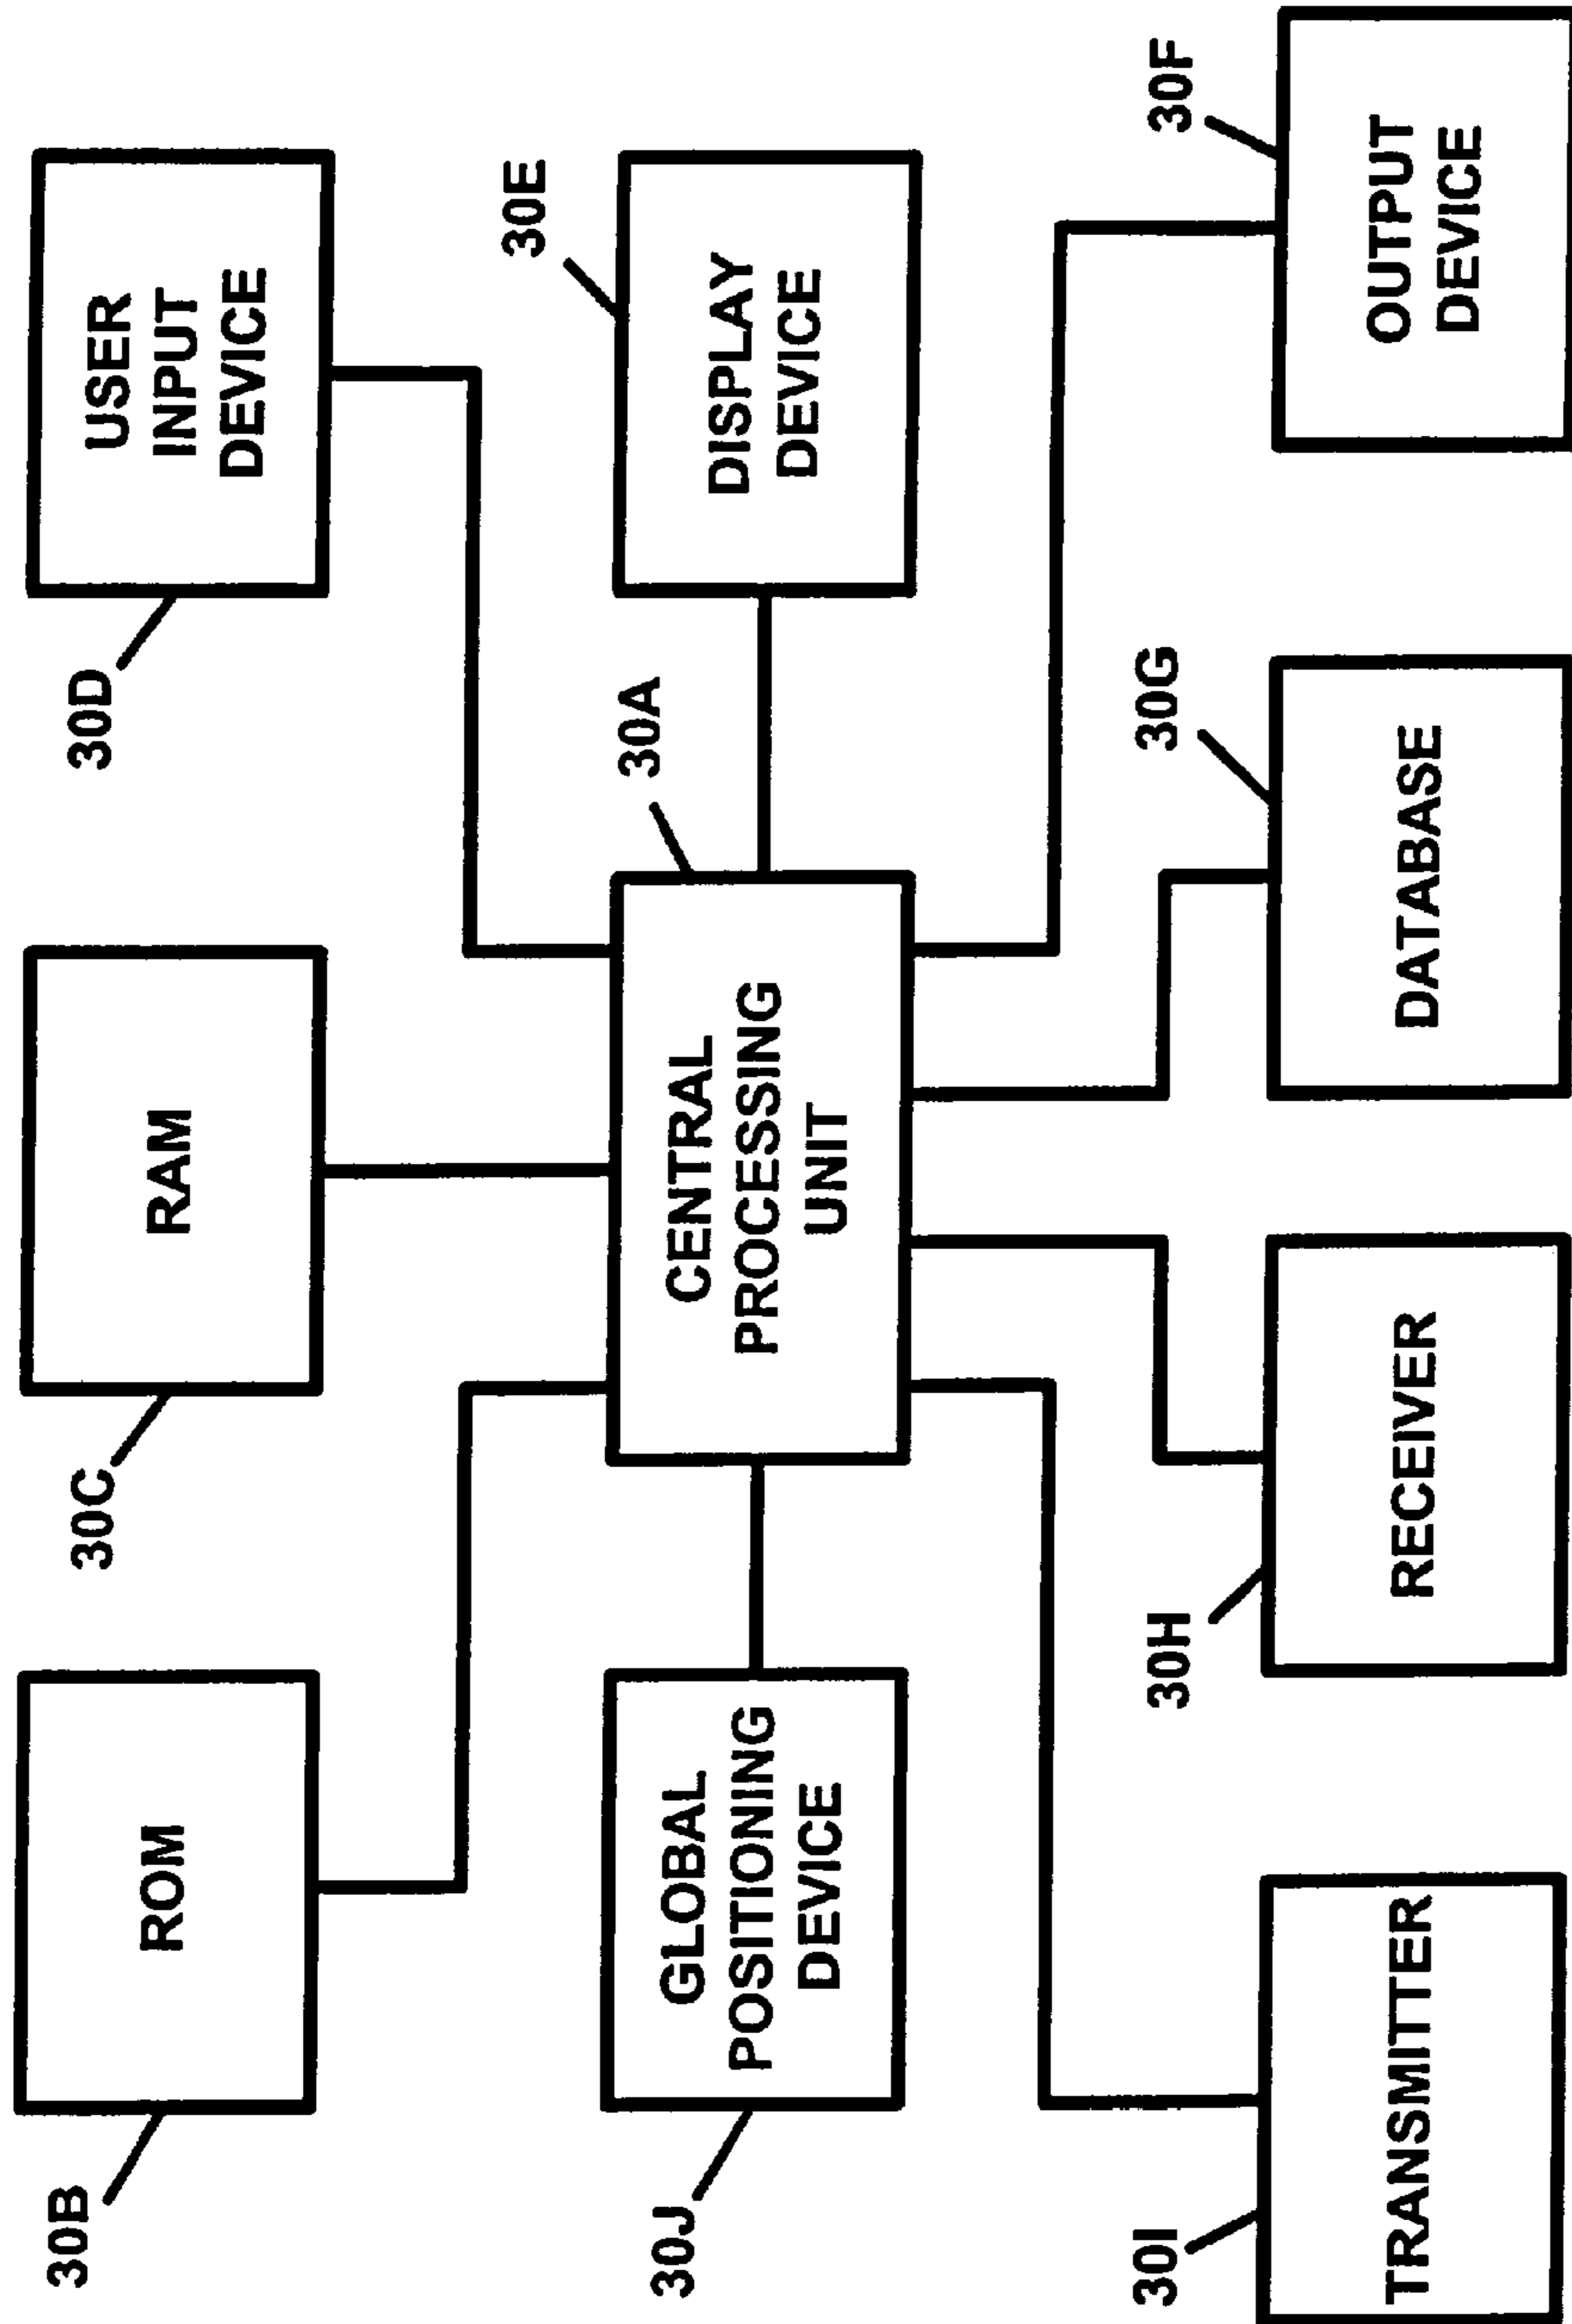 30B
ROM
30C
RAM
30D
USER
INPUT
DEVICE
30J
GLOBAL
POSITIONING
DEVICE
30A
CENTRAL
PROCESSING
UNIT
30E
DISPLAY
DEVICE
30I
TRANSMITTER
30H
RECEIVER
30G
DATABASE
30F
OUTPUT
DEVICE